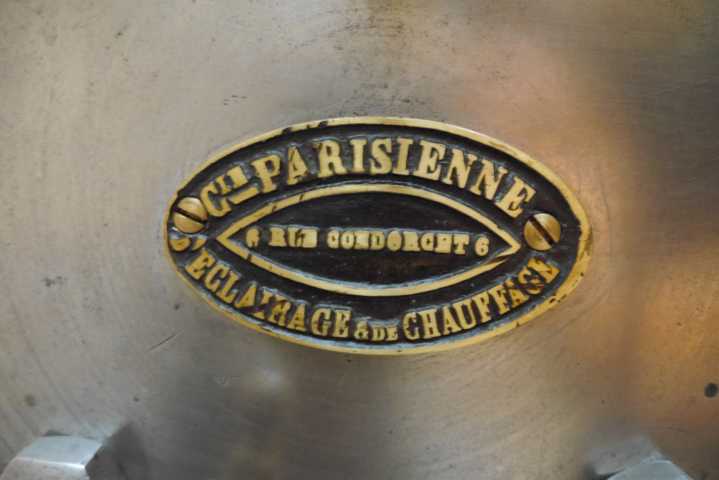 CIE PARISIENNE
6 RUE CONDORCET 6
D'ECLAIRAGE & DE CHAUFFAGE